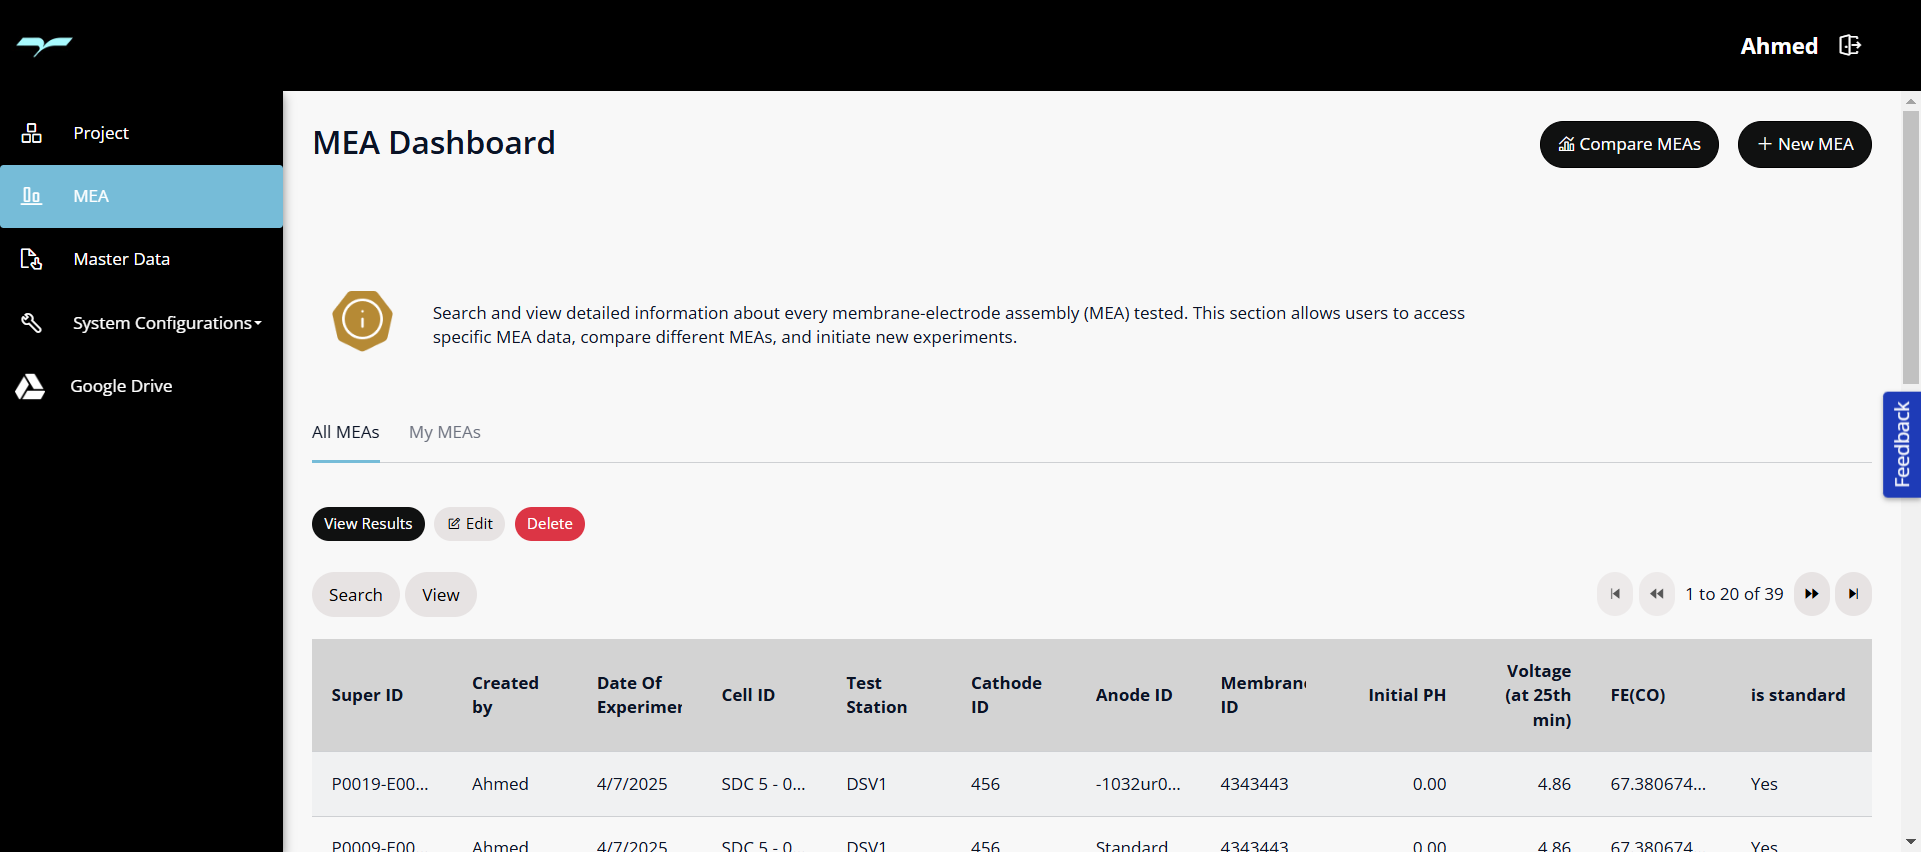 Ahmed
Project
MEA
Master Data
System Configurations
Google Drive
MEA Dashboard
Compare MEAs
+ New MEA
Search and view detailed information about every membrane-electrode assembly (MEA) tested. This section allows users to access
specific MEA data, compare different MEAs, and initiate new experiments.
Feedback
All MEAs My MEAs
View Results Edit Delete
Search View 1 to 20 of 39
Super ID Created by Date Of Experimer Cell ID Test Station Cathode ID Anode ID Membran ID Initial PH Voltage (at 25th min) FE(CO) is standard
P0019-E00... Ahmed 4/7/2025 SDC 5 - 0... DSV1 456 -1032ur0... 4343443 0.00 4.86 67.380674... Yes
P0009-E00... Ahmed 4/7/2025 SDC 5 - 0... DSV1 456 Standard 4343443 0.00 4.86 67.380674... Yes